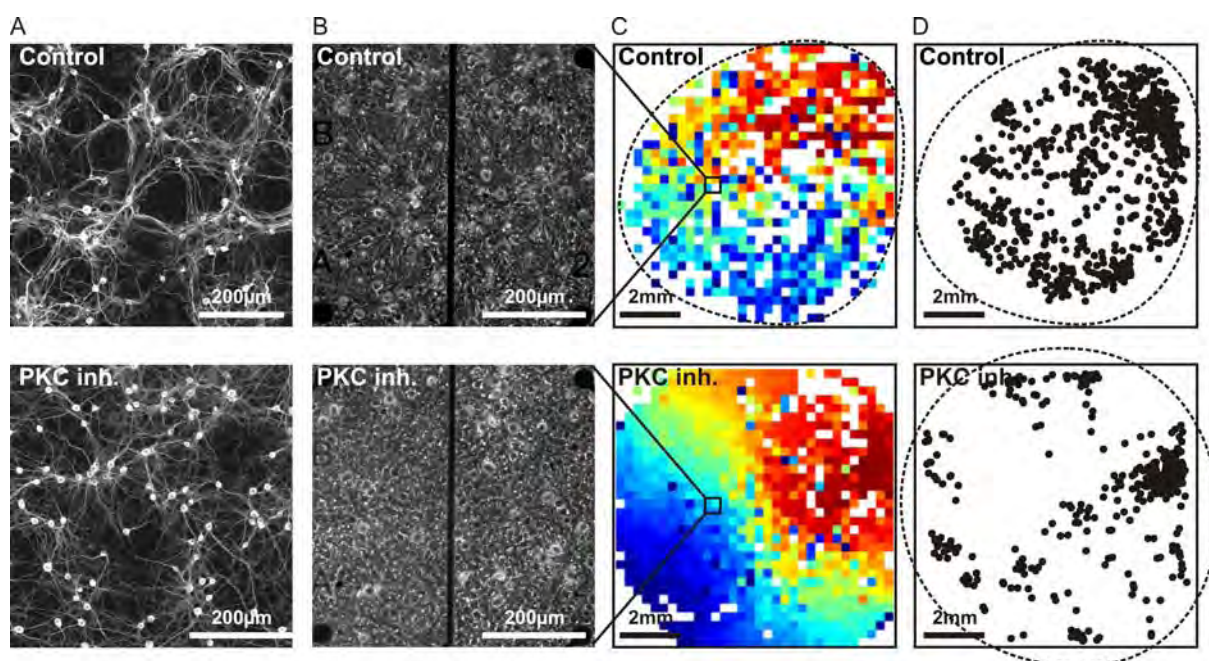 A B C D
Control Control Control Control
B
A 2
200µm 200µm 2mm 2mm
PKC inh. PKC inh. PKC inh. PKC inh.
200µm 200µm 2mm 2mm